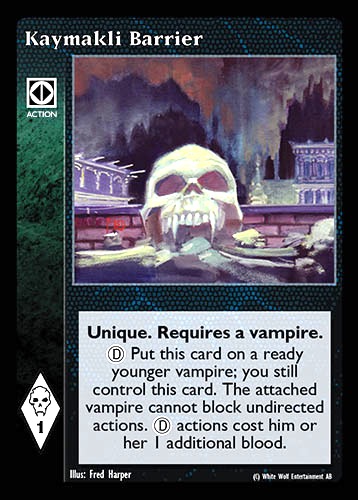 Kaymakli Barrier
ACTION
Unique. Requires a vampire.
Ⓓ Put this card on a ready
younger vampire; you still
control this card. The attached
vampire cannot block undirected
actions. Ⓓ actions cost him or
her 1 additional blood.
1
Illus: Fred Harper
(C) White Wolf Entertainment AB